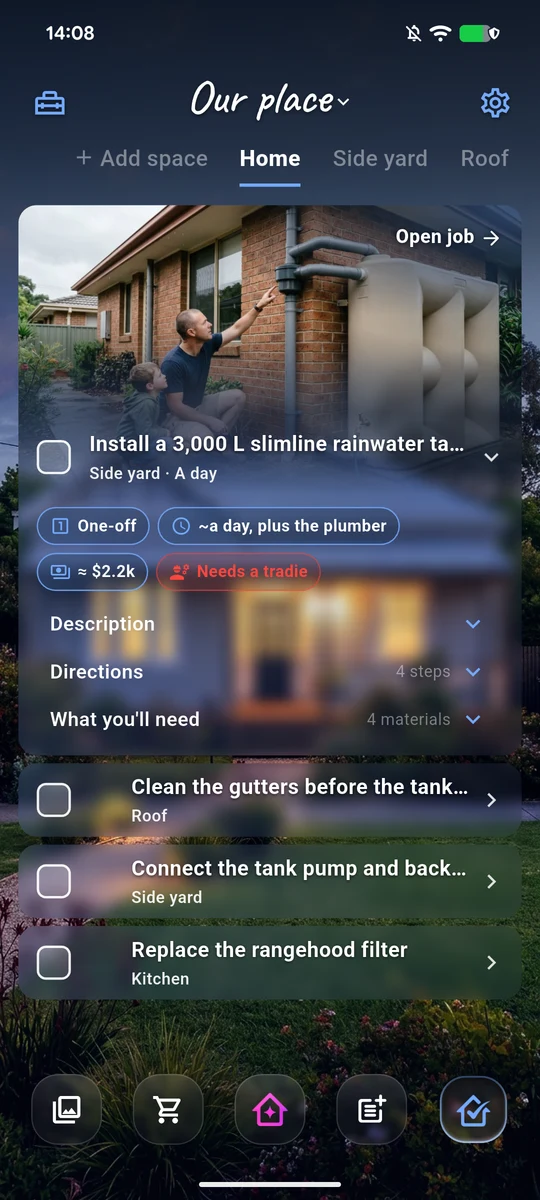 14:08
Our place
+ Add space
Home
Side yard
Roof
Open job →
Install a 3,000 L slimline rainwater ta...
Side yard · A day
1 One-off
~a day, plus the plumber
≈ $2.2k
Needs a tradie
Description
Directions
4 steps
What you'll need
4 materials
Clean the gutters before the tank...
Roof
Connect the tank pump and back...
Side yard
Replace the rangehood filter
Kitchen